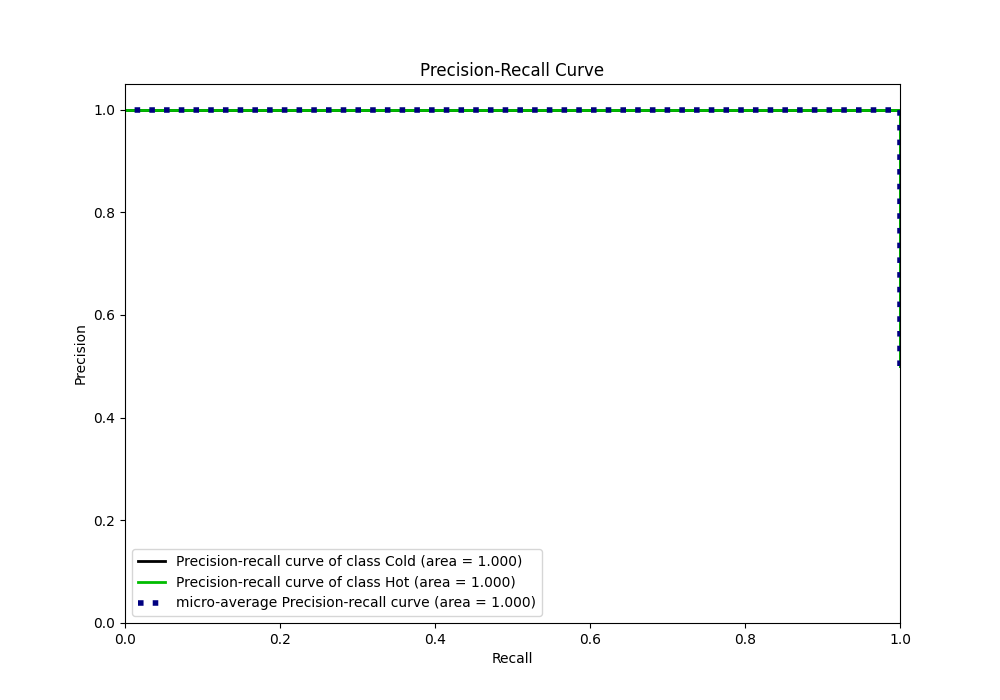 Precision-Recall Curve
1.0
0.8
0.6
0.4
0.2
0.0
Precision
Precision-recall curve of class Cold (area = 1.000)
Precision-recall curve of class Hot (area = 1.000)
micro-average Precision-recall curve (area = 1.000)
0.0 0.2 0.4 0.6 0.8 1.0
Recall